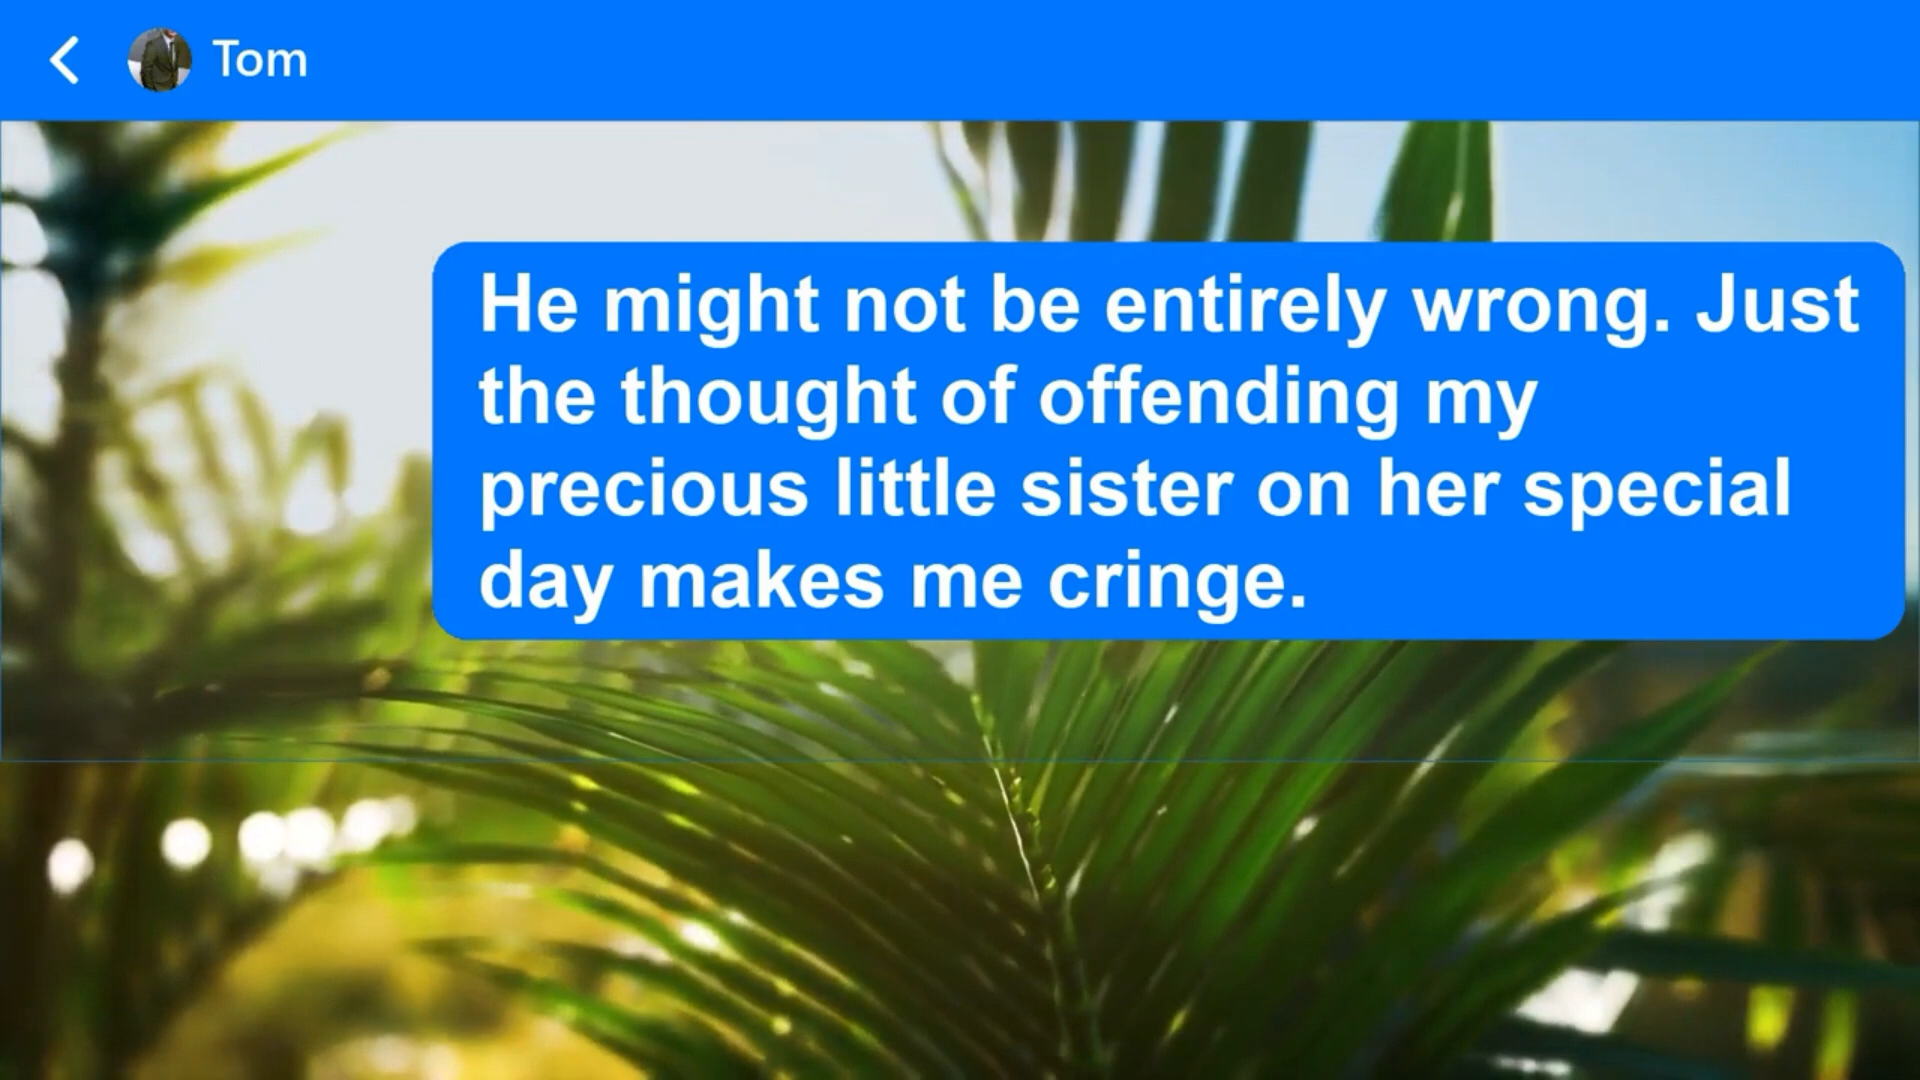 Tom
He might not be entirely wrong. Just
the thought of offending my
precious little sister on her special
day makes me cringe.